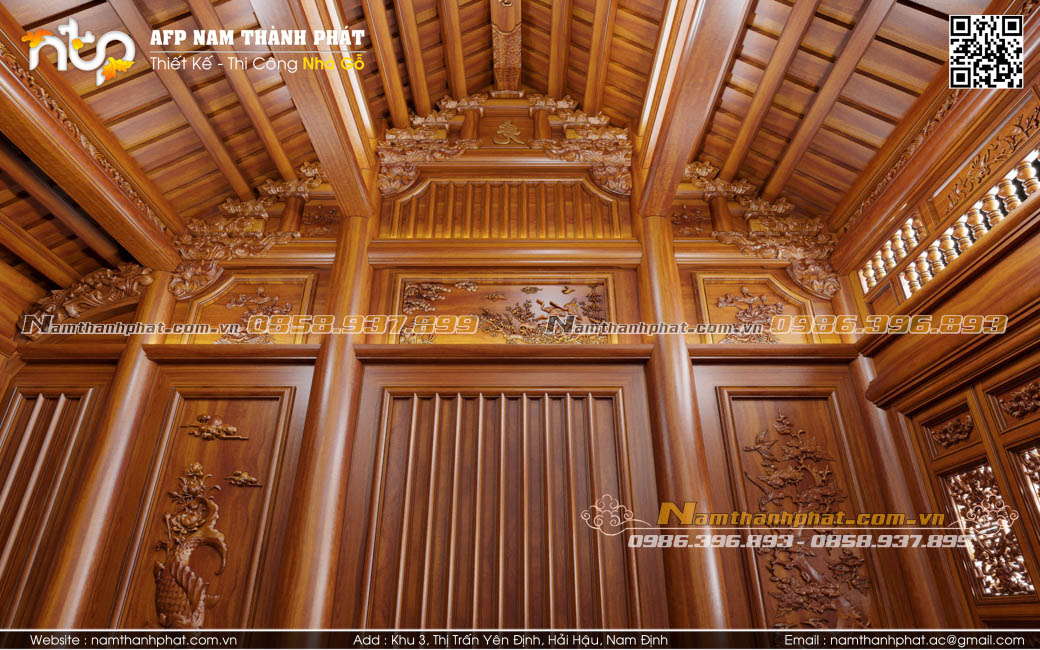 ntp
AFP NAM THÀNH PHÁT
Thiết Kế - Thi Công Nhà Gỗ
Namthanhphat.com.vn 0858.937.899
Namthanhphat.com.vn 0986.396.893
Namthanhphat.com.vn
0986.396.893 - 0858.937.899
Website : namthanhphat.com.vn
Add : Khu 3, Thị Trấn Yên Định, Hải Hậu, Nam Định
Email : namthanhphat.ac@gmail.com